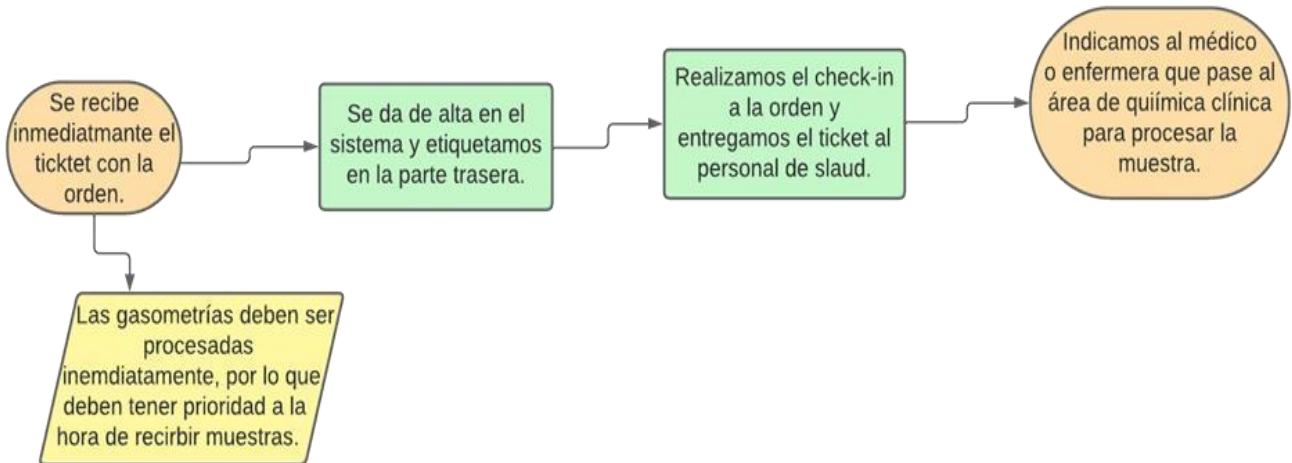 Se recibe
inmediatmante el
ticktet con la
orden.
Se da de alta en el
sistema y etiquetamos
en la parte trasera.
Realizamos el check-in
a la orden y
entregamos el ticket al
personal de slaud.
Indicamos al médico
o enfermera que pase al
área de quiímica clínica
para procesar la
muestra.
Las gasometrías deben ser
procesadas
inemdiatamente, por lo que
deben tener prioridad a la
hora de recirbir muestras.